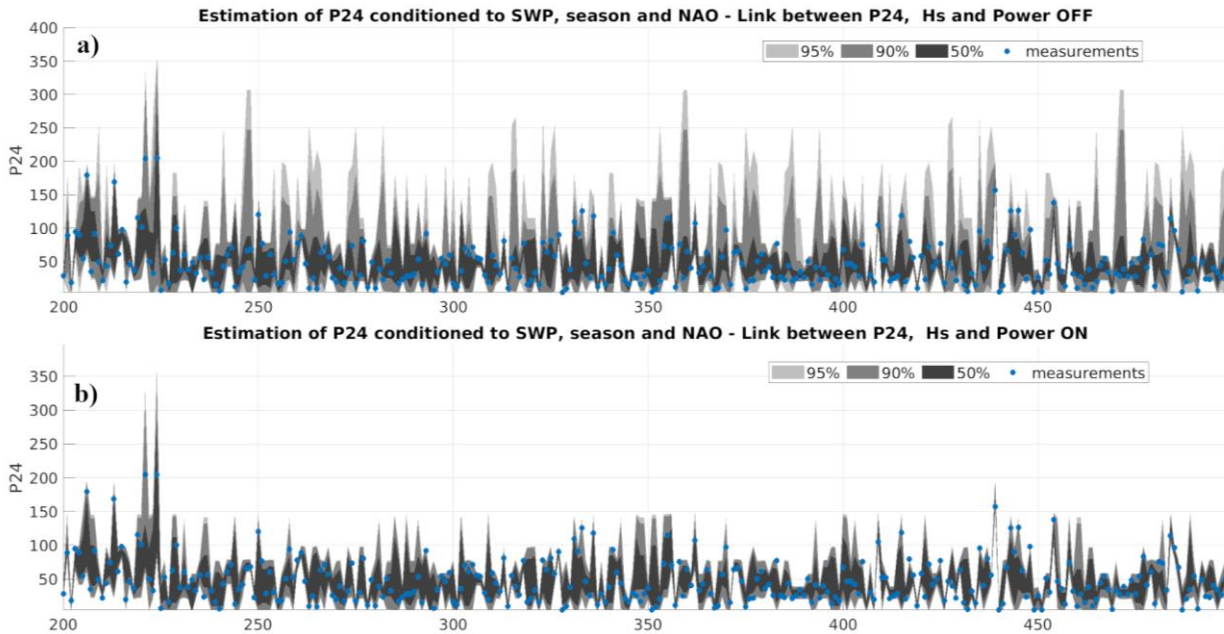 Estimation of P24 conditioned to SWP, season and NAO - Link between P24,  Hs and Power OFF
a)
95% 90% 50% measurements
400
350
300
250
200
150
100
50
P24
200 250 300 350 400 450
Estimation of P24 conditioned to SWP, season and NAO - Link between P24,  Hs and Power ON
b)
95% 90% 50% measurements
350
300
250
200
150
100
50
P24
200 250 300 350 400 450